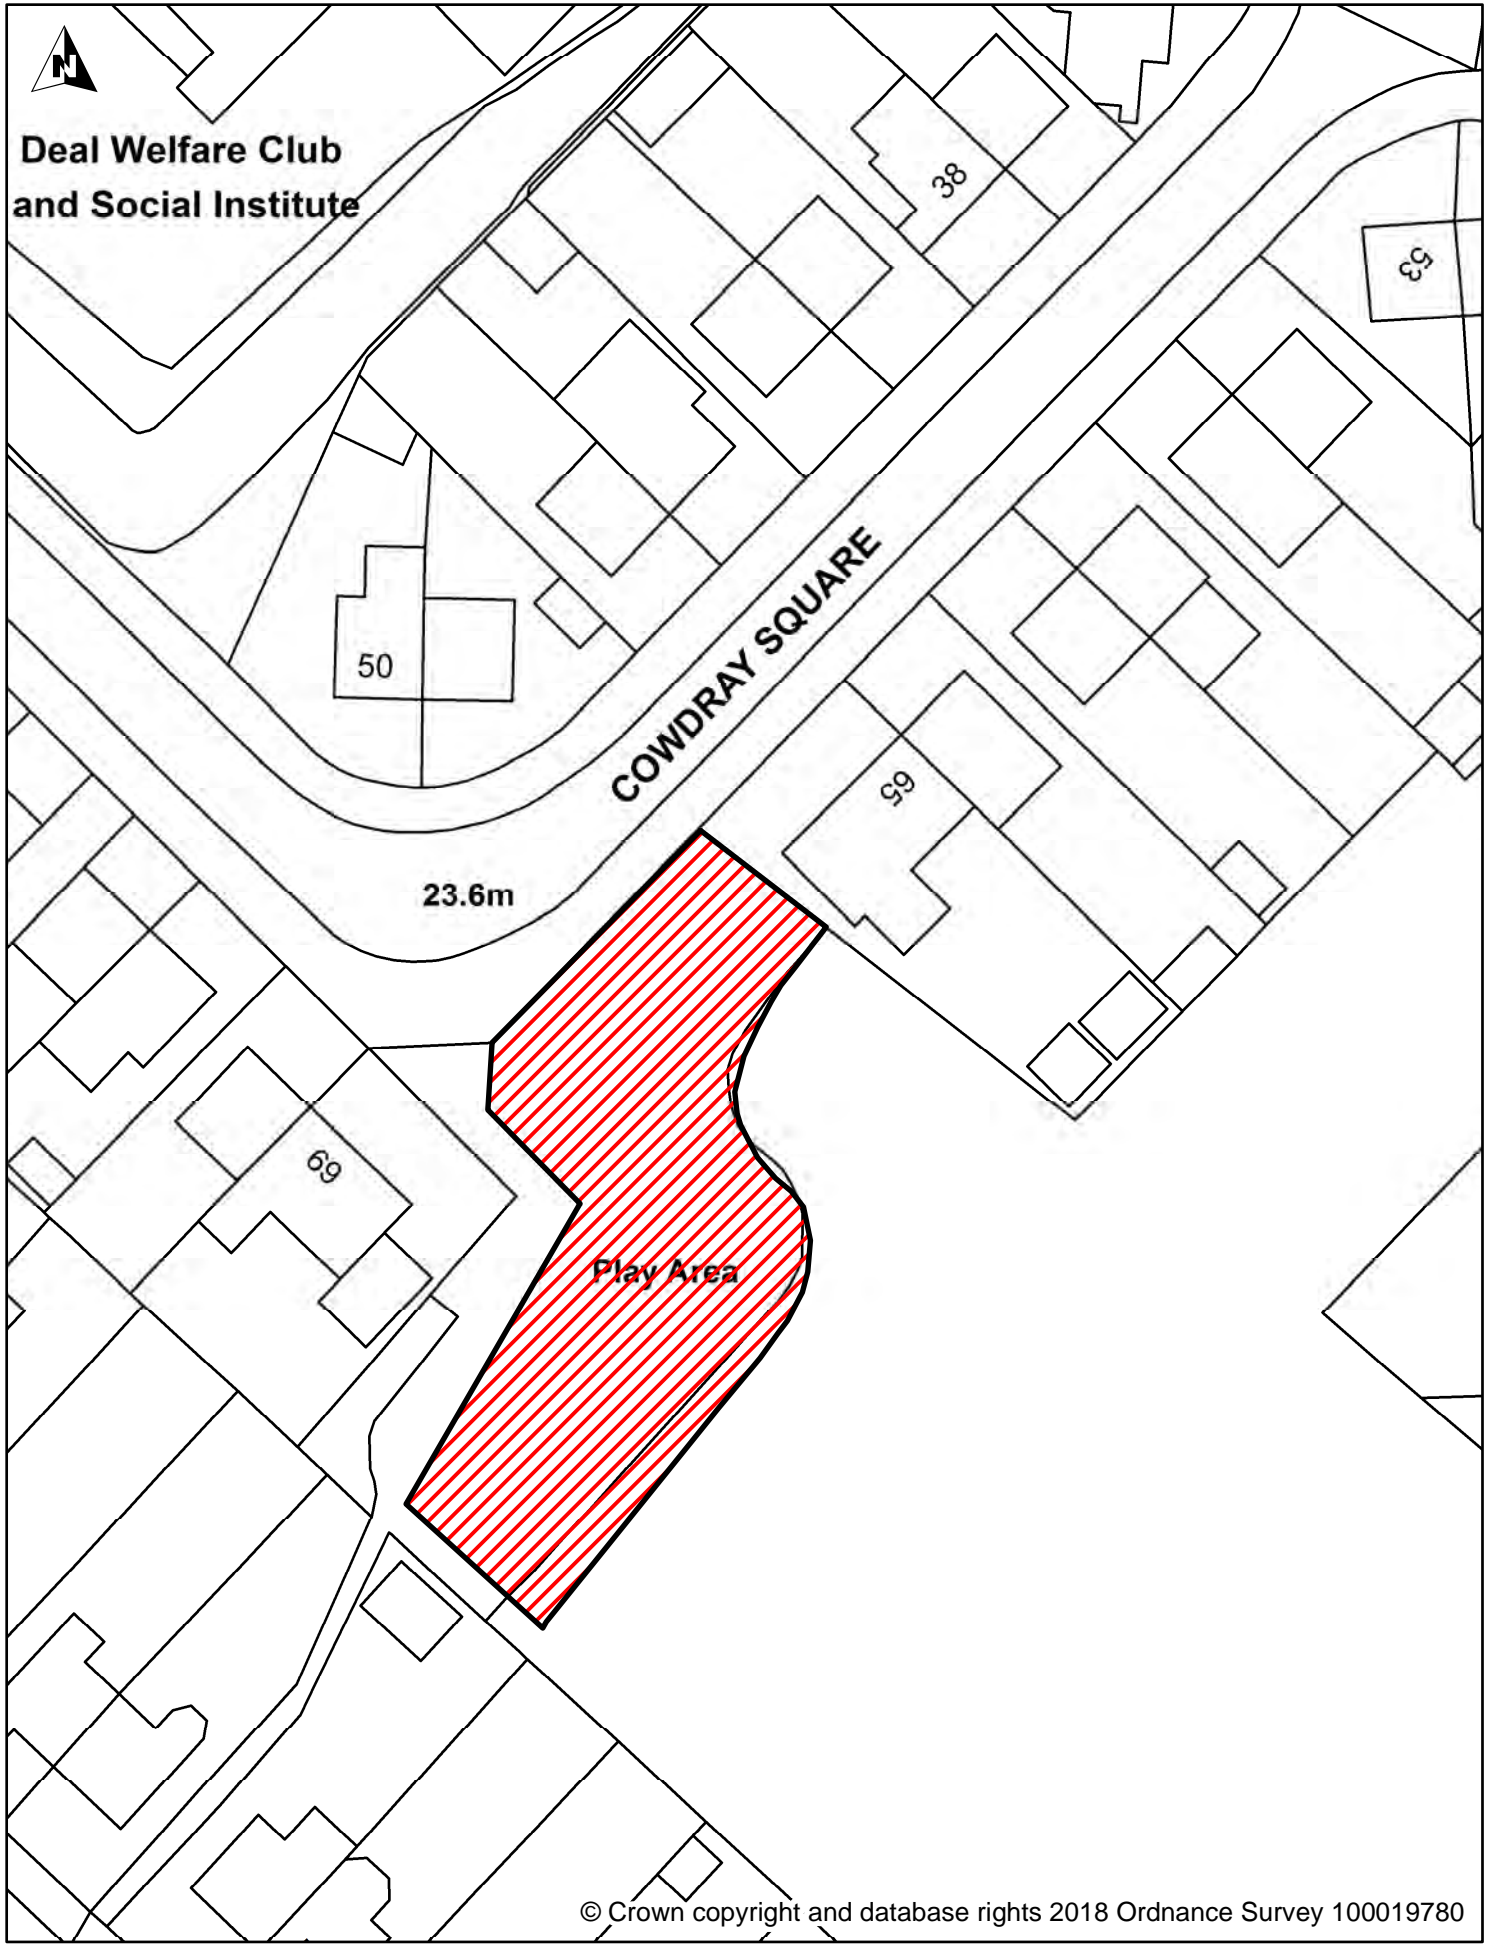 N
Deal Welfare Club
and Social Institute
38
53
50
COWDRAY SQUARE
65
23.6m
69
Play Area
© Crown copyright and database rights 2018 Ordnance Survey 100019780